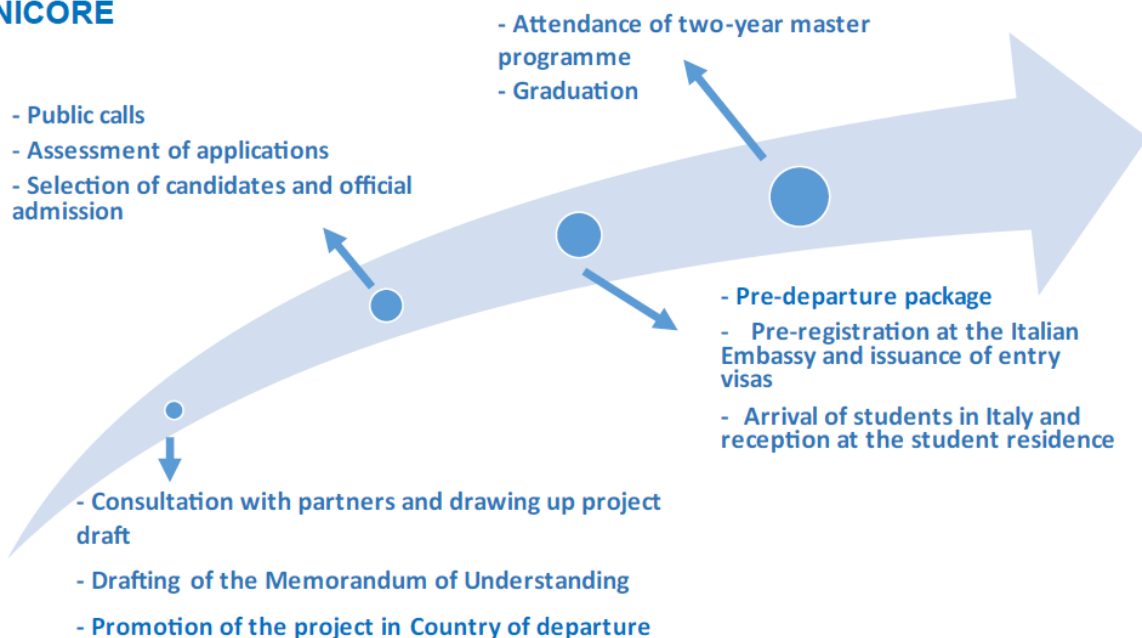 NICORE
- Attendance of two-year master
programme
- Graduation
- Public calls
- Assessment of applications
- Selection of candidates and official
admission
- Pre-departure package
- Pre-registration at the Italian
Embassy and issuance of entry
visas
- Arrival of students in Italy and
reception at the student residence
- Consultation with partners and drawing up project
draft
- Drafting of the Memorandum of Understanding
- Promotion of the project in Country of departure